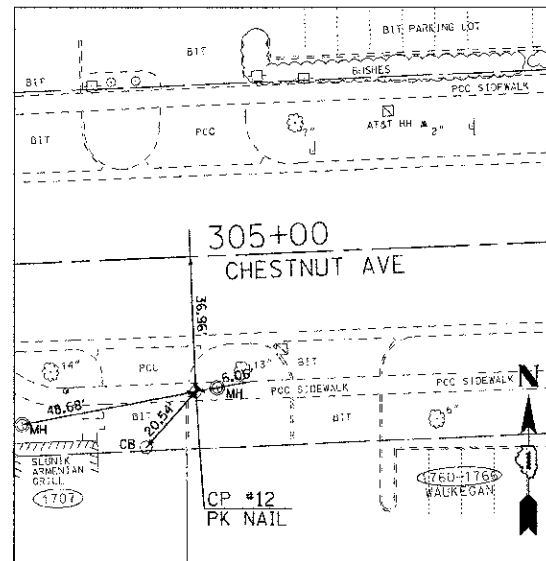 BIT PARKING LOT
BIT
BIT
BUSHES
PCC SIDEWALK
BIT
PCC
7"
AT&T HH
2"
305+00
CHESTNUT AVE
36.96'
14"
PCC
13"
BIT
6.06'
48.68'
MH
PCC SIDEWALK
PCC SIDEWALK
N
MH
BIT
20.54'
CB
BIT
6"
SLUNIK
ARMENIAN
GRILL
1707
1760-1766
WAUKEGAN
CP #12
PK NAIL